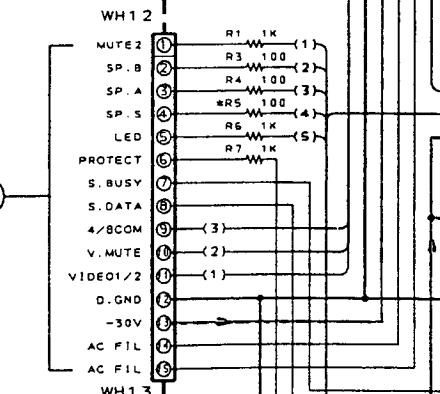 WH12
MUTE2 1 R1 1K (1)
SP.B 2 R3 100 (2)
SP.A 3 R4 100 (3)
SP.S 4 *R5 100 (4)
LED 5 R6 1K (5)
PROTECT 6 R7 1K
S.BUSY 7
S.DATA 8
4/8COM 9 (3)
V.MUTE 10 (2)
VIDEO1/2 11 (1)
D.GND 12
-30V 13
AC FIL 14
AC FIL 15
WH13